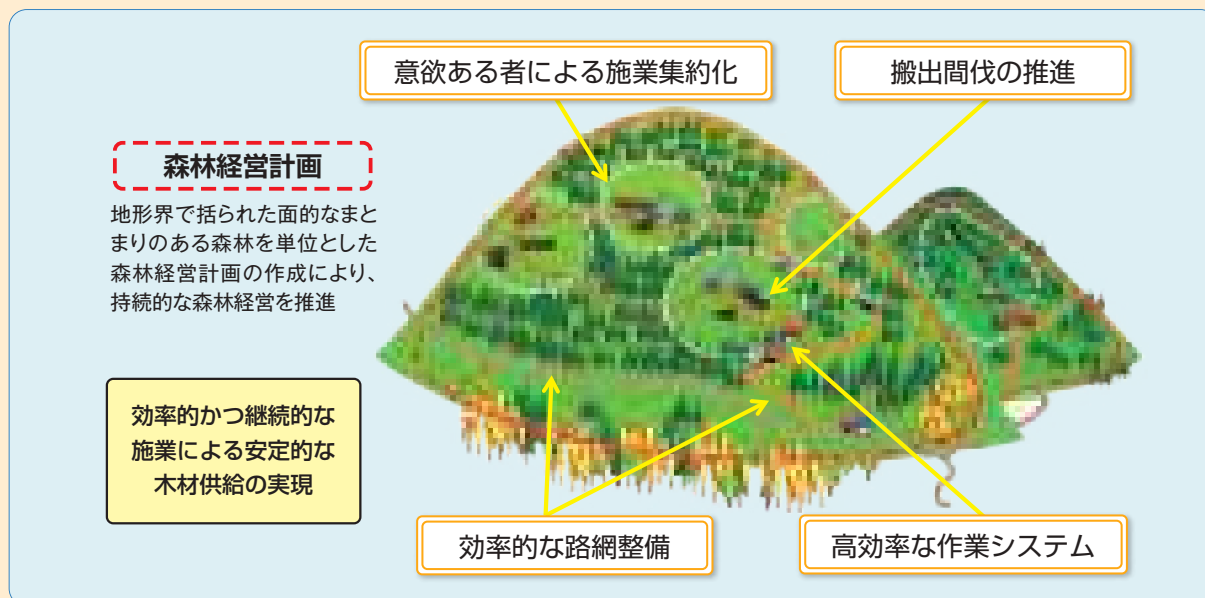 意欲ある者による施業集約化
搬出間伐の推進
森林経営計画
地形界で括られた面的なまと
まりのある森林を単位とした
森林経営計画の作成により、
持続的な森林経営を推進
効率的かつ継続的な
施業による安定的な
木材供給の実現
効率的な路網整備
高効率な作業システム